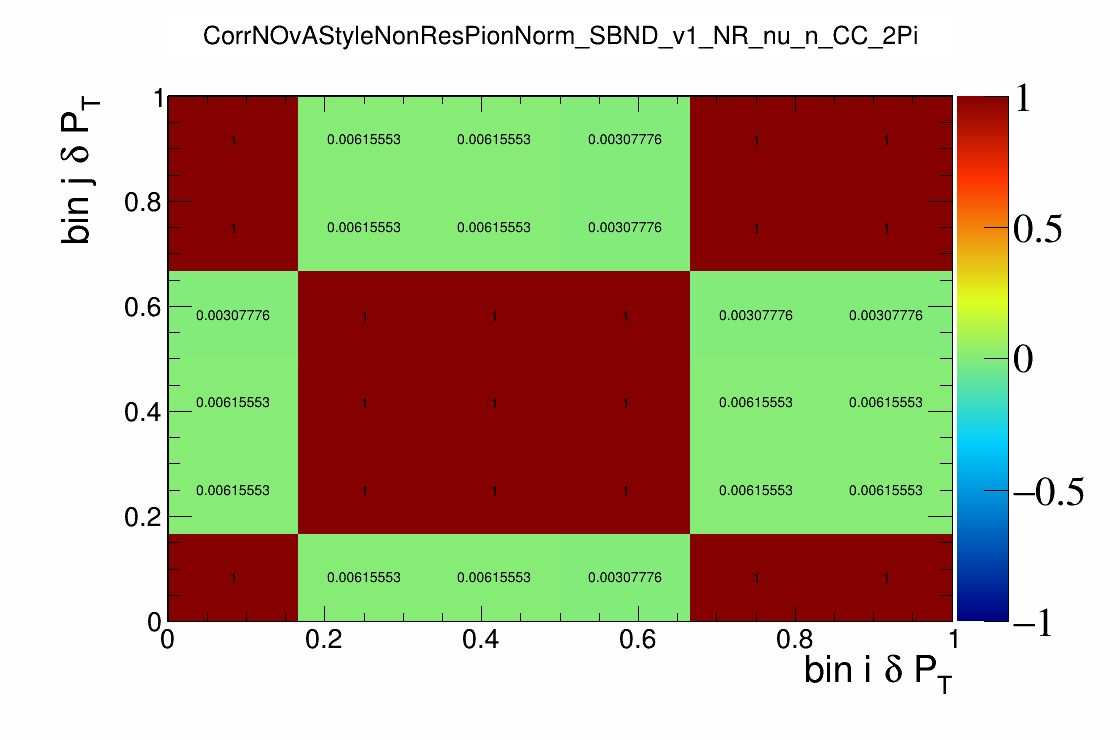 CorrNOvAStyleNonResPionNorm_SBND_v1_NR_nu_n_CC_2Pi
bin j δ P_T
1
0.8
0.6
0.4
0.2
0
1 0.00615553 0.00615553 0.00307776 1 1
1 0.00615553 0.00615553 0.00307776 1 1
0.00307776 1 1 1 0.00307776 0.00307776
0.00615553 1 1 1 0.00615553 0.00615553
0.00615553 1 1 1 0.00615553 0.00615553
1 0.00615553 0.00615553 0.00307776 1 1
0 0.2 0.4 0.6 0.8 1
bin i δ P_T
1
0.5
0
−0.5
−1